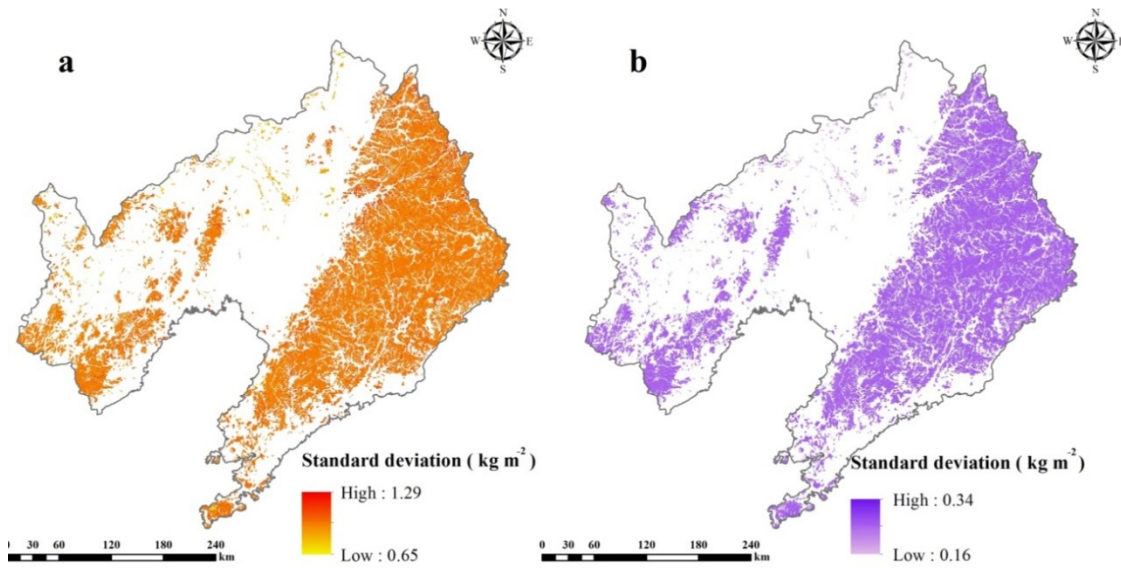 a
N
W E
S
Standard deviation ( kg m-2 )
High : 1.29
Low : 0.65
0 30 60 120 180 240
km
b
N
W E
S
Standard deviation ( kg m-2 )
High : 0.34
Low : 0.16
0 30 60 120 180 240
km